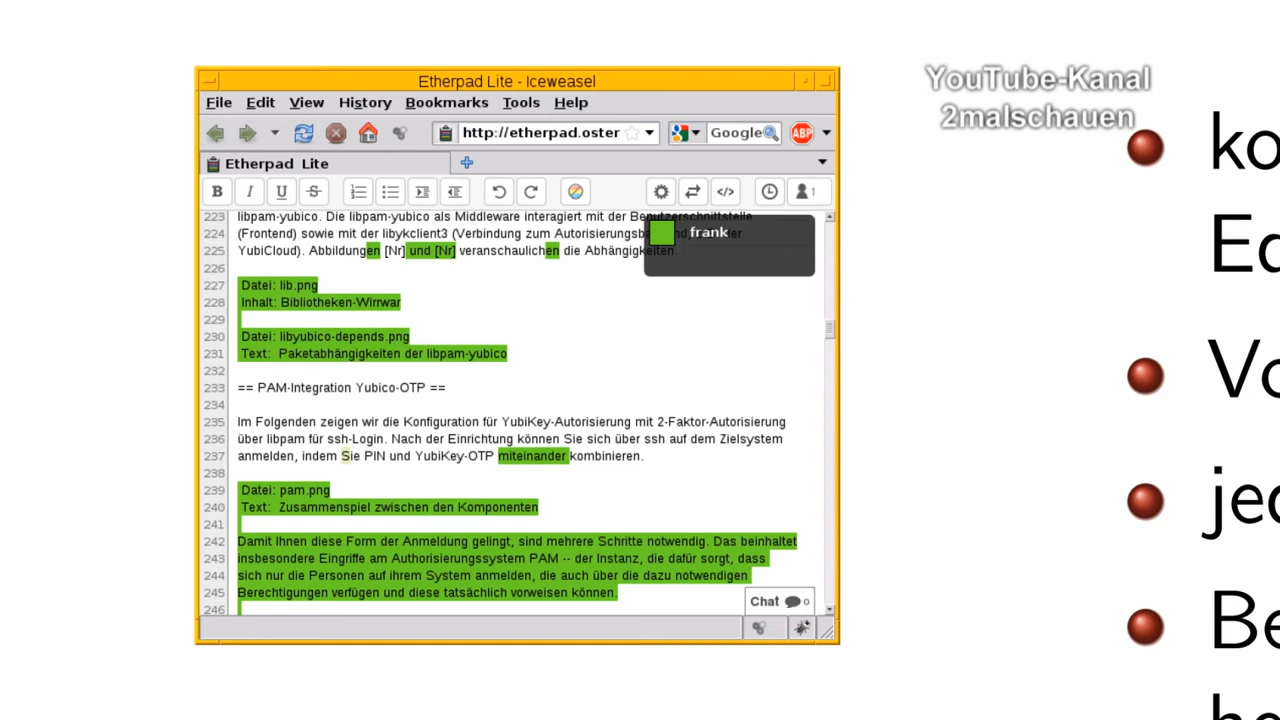 Etherpad Lite - Iceweasel
File Edit View History Bookmarks Tools Help
http://etherpad.oster
Google
ABP
Etherpad Lite
B I U S
1
frank
223 libpam-yubico. Die libpam-yubico als Middleware interagiert mit der Benutzerschnittstelle
224 (Frontend) sowie mit der libykclient3 (Verbindung zum
225 YubiCloud). Abbildungen [Nr] und [Nr] veranschaulichen die Abhängigkeiten.
226
227 Datei: lib.png
228 Inhalt: Bibliotheken-Wirrwar
229
230 Datei: libyubico-depends.png
231 Text: Paketabhängigkeiten der libpam-yubico
232
233 == PAM-Integration Yubico-OTP ==
234
235 Im Folgenden zeigen wir die Konfiguration für YubiKey-Autorisierung mit 2-Faktor-Autorisierung
236 über libpam für ssh-Login. Nach der Einrichtung können Sie sich über ssh auf dem Zielsystem
237 anmelden, indem Sie PIN und YubiKey-OTP miteinander kombinieren.
238
239 Datei: pam.png
240 Text: Zusammenspiel zwischen den Komponenten
241
242 Damit Ihnen diese Form der Anmeldung gelingt, sind mehrere Schritte notwendig. Das beinhaltet
243 insbesondere Eingriffe am Authorisierungssystem PAM -- der Instanz, die dafür sorgt, dass
244 sich nur die Personen auf ihrem System anmelden, die auch über die dazu notwendigen
245 Berechtigungen verfügen und diese tatsächlich vorweisen können.
246
Chat 0
YouTube-Kanal
2malschauen
ko
Ed
Vo
jed
Be